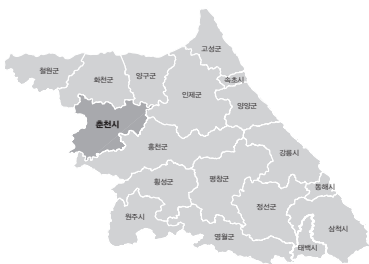 고성군
철원군
화천군
양구군
속초시
인제군
양양군
춘천시
홍천군
강릉시
횡성군
평창군
동해시
정선군
원주시
삼척시
영월군
태백시